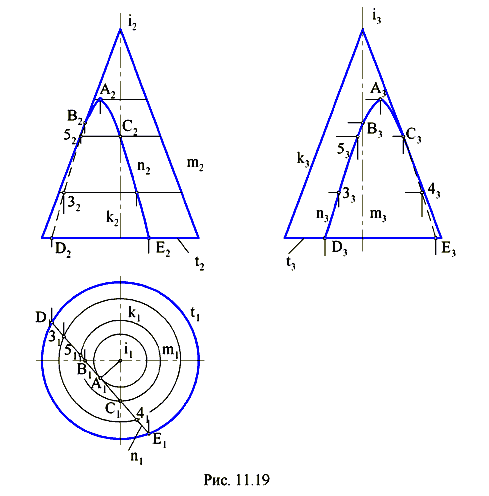 i₂ i₃
A₂ A₃
B₂ B₃
5₂ C₂ 5₃ C₃
n₂ m₂ k₃
3₂ 3₃ 4₃
k₂ n₃ m₃
D₂ E₂ t₂ t₃ D₃ E₃
D k₁ t₁
3₁ 5₁ i₁ m₁
B₁
A₁
C₁ 4₁
E₁
n₁
Рис. 11.19